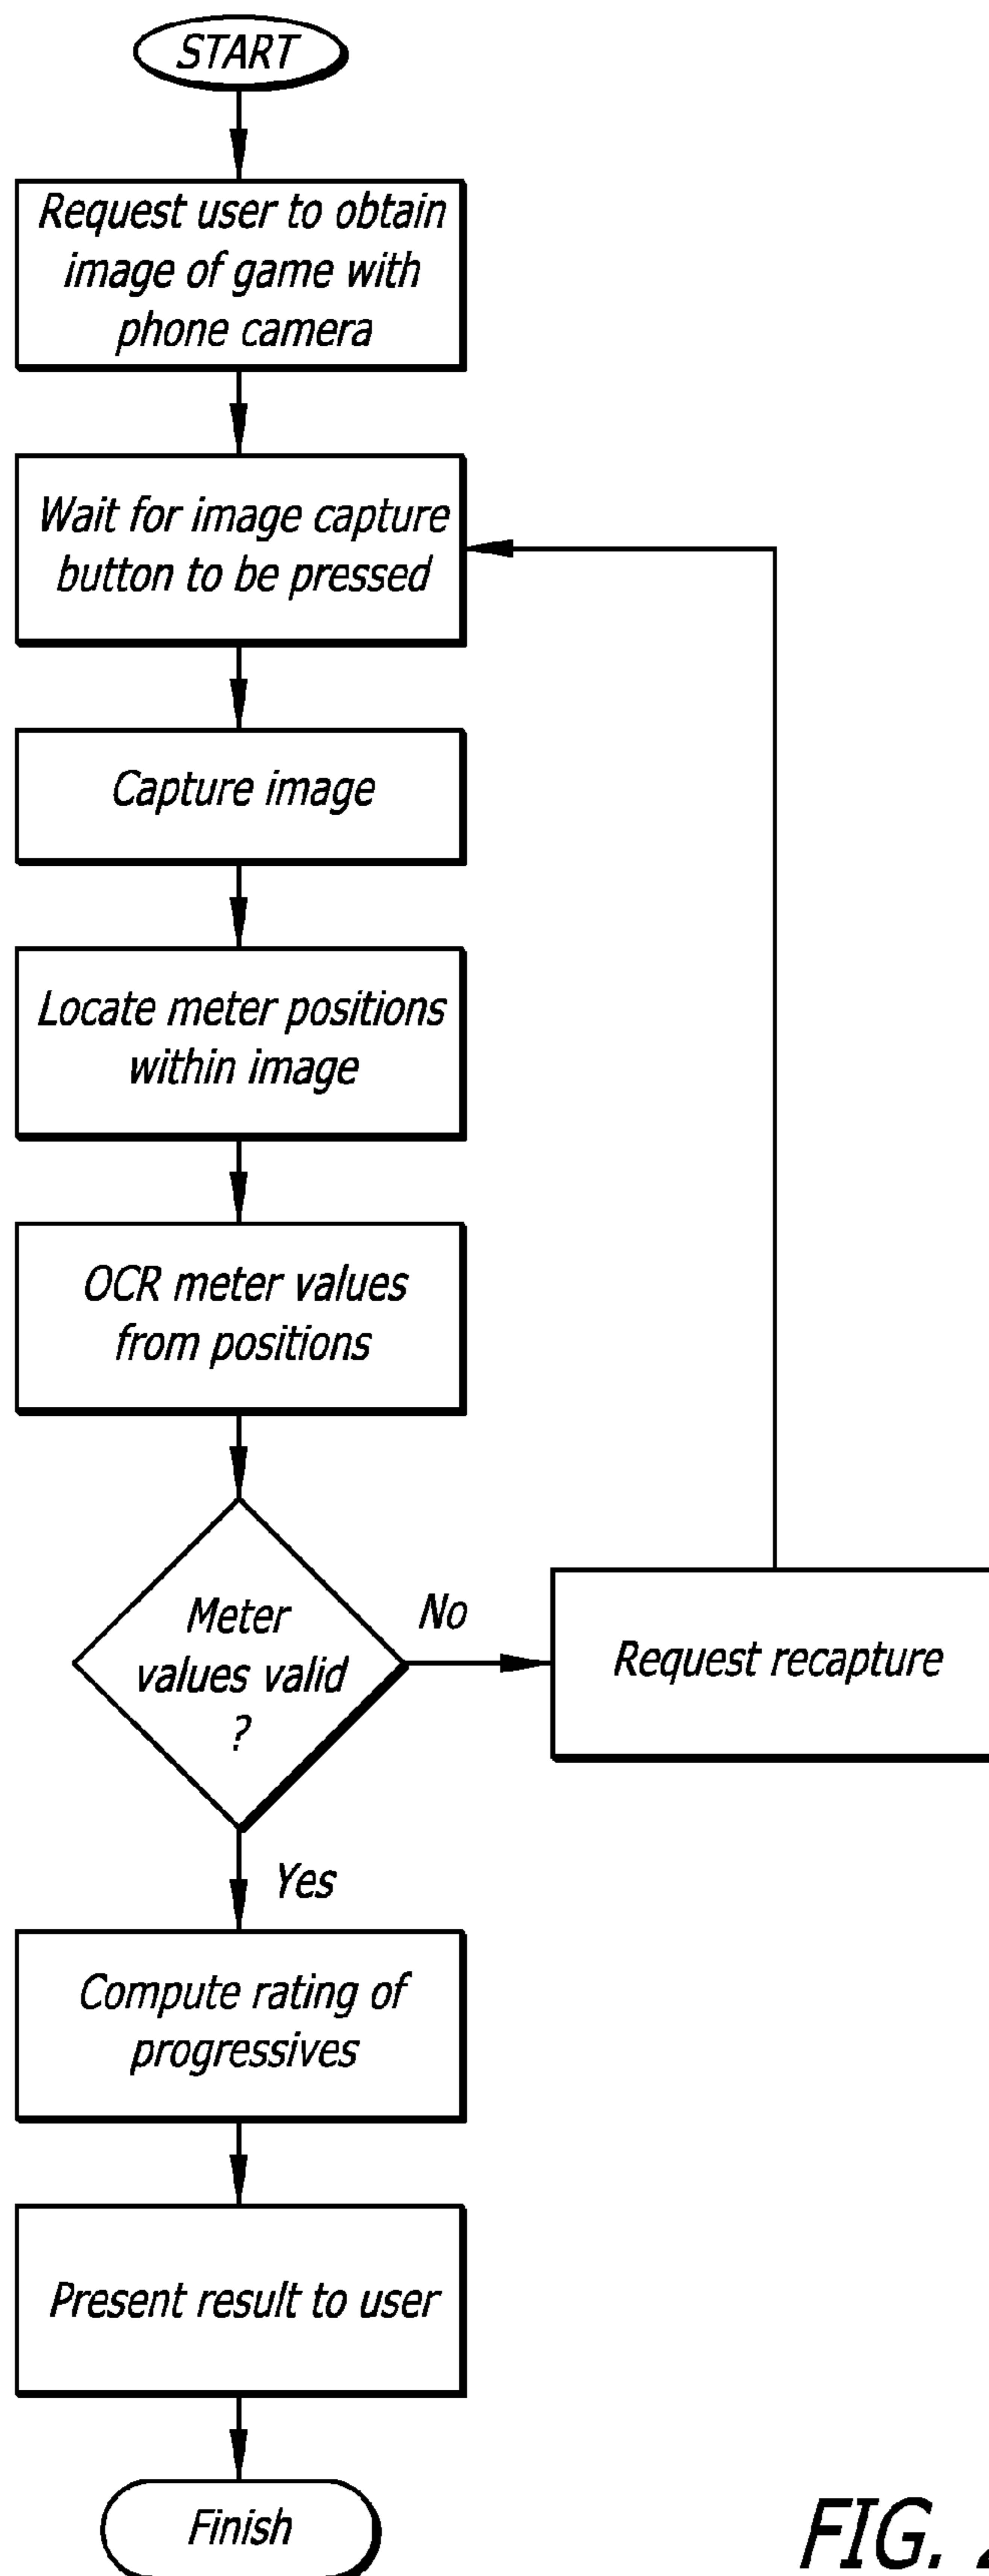 START
Request user to obtain
image of game with
phone camera
Wait for image capture
button to be pressed
Capture image
Locate meter positions
within image
OCR meter values
from positions
Meter
values valid
?
No
Request recapture
Yes
Compute rating of
progressives
Present result to user
Finish
FIG.